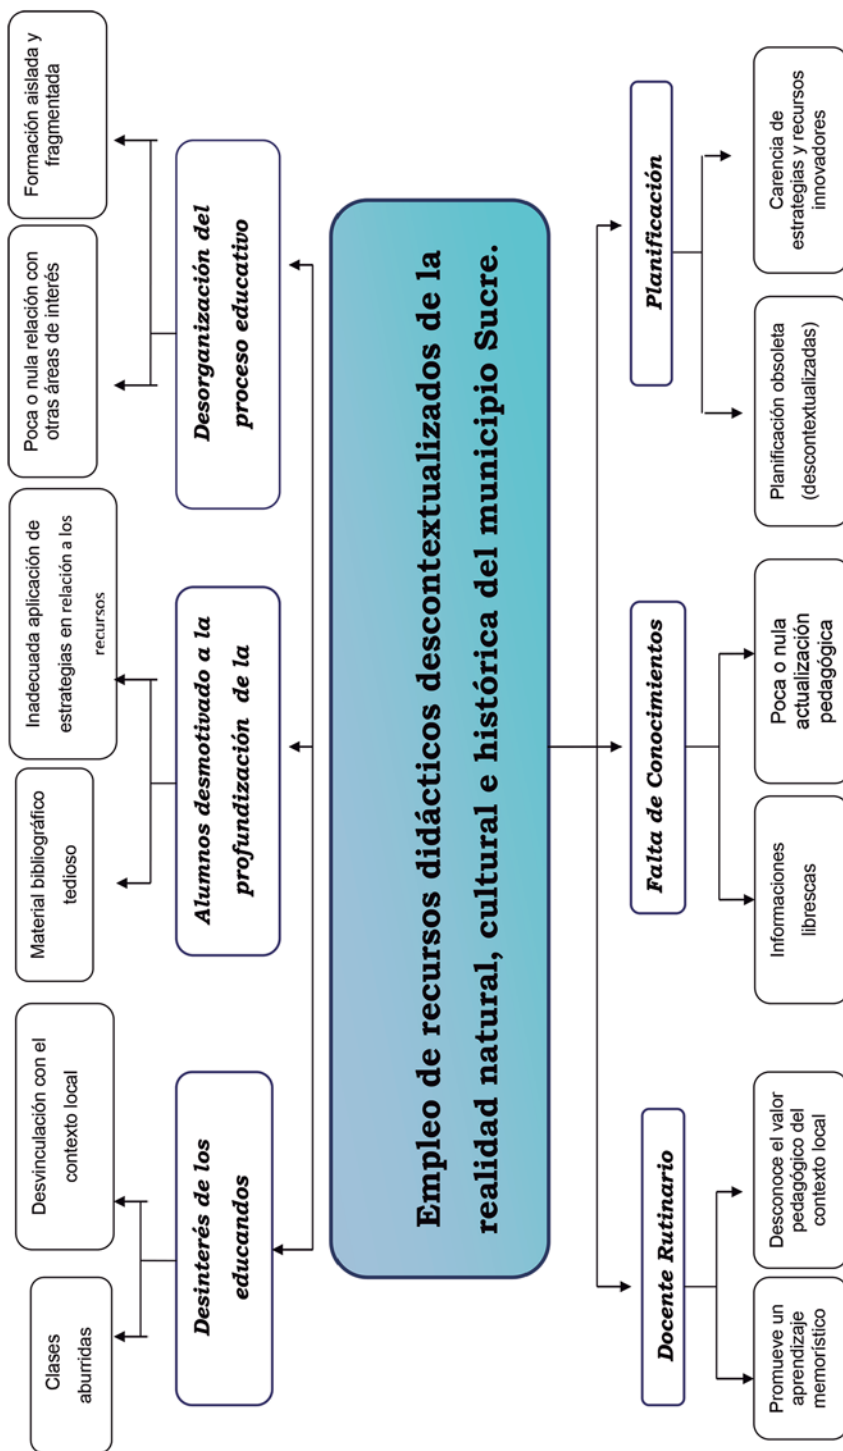 Clases
aburridas
Desvinculación con el
contexto local
Material bibliográfico
tedioso
Inadecuada aplicación de
estrategias en relación a los
recursos
Poca o nula relación con
otras áreas de interés
Formación aislada y
fragmentada
Desinterés de los
educandos
Alumnos desmotivado a la
profundización de la
Desorganización del
proceso educativo
Empleo de recursos didácticos descontextualizados de la
realidad natural, cultural e histórica del municipio Sucre.
Docente Rutinario
Falta de Conocimientos
Planificación
Promueve un
aprendizaje
memorístico
Desconoce el valor
pedagógico del
contexto local
Informaciones
librescas
Poca o nula
actualización
pedagógica
Planificación obsoleta
(descontextualizadas)
Carencia de
estrategias y recursos
innovadores